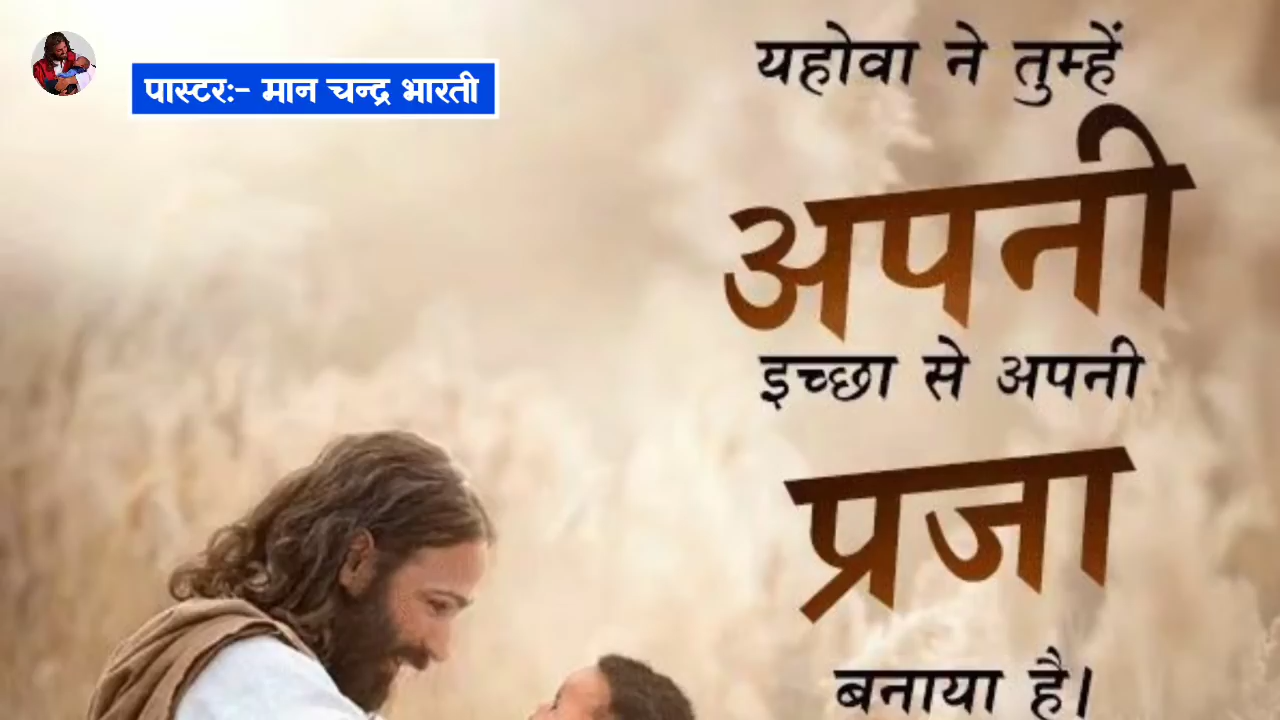 पास्टरः- मान चन्द्र भारती
यहोवा ने तुम्हें
अपनी
इच्छा से अपनी
प्रजा
बनाया है।